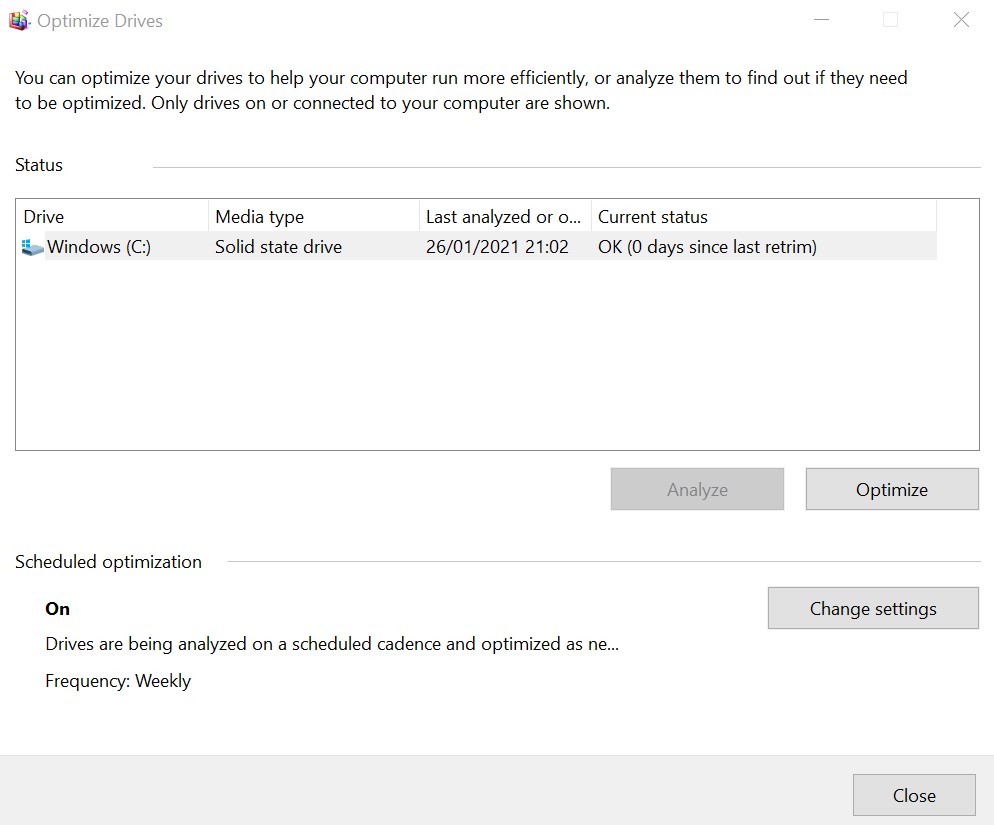 Optimize Drives
You can optimize your drives to help your computer run more efficiently, or analyze them to find out if they need
to be optimized. Only drives on or connected to your computer are shown.
Status
Drive Media type Last analyzed or o... Current status
Windows (C:) Solid state drive 26/01/2021 21:02 OK (0 days since last retrim)
Analyze Optimize
Scheduled optimization
On
Change settings
Drives are being analyzed on a scheduled cadence and optimized as ne...
Frequency: Weekly
Close